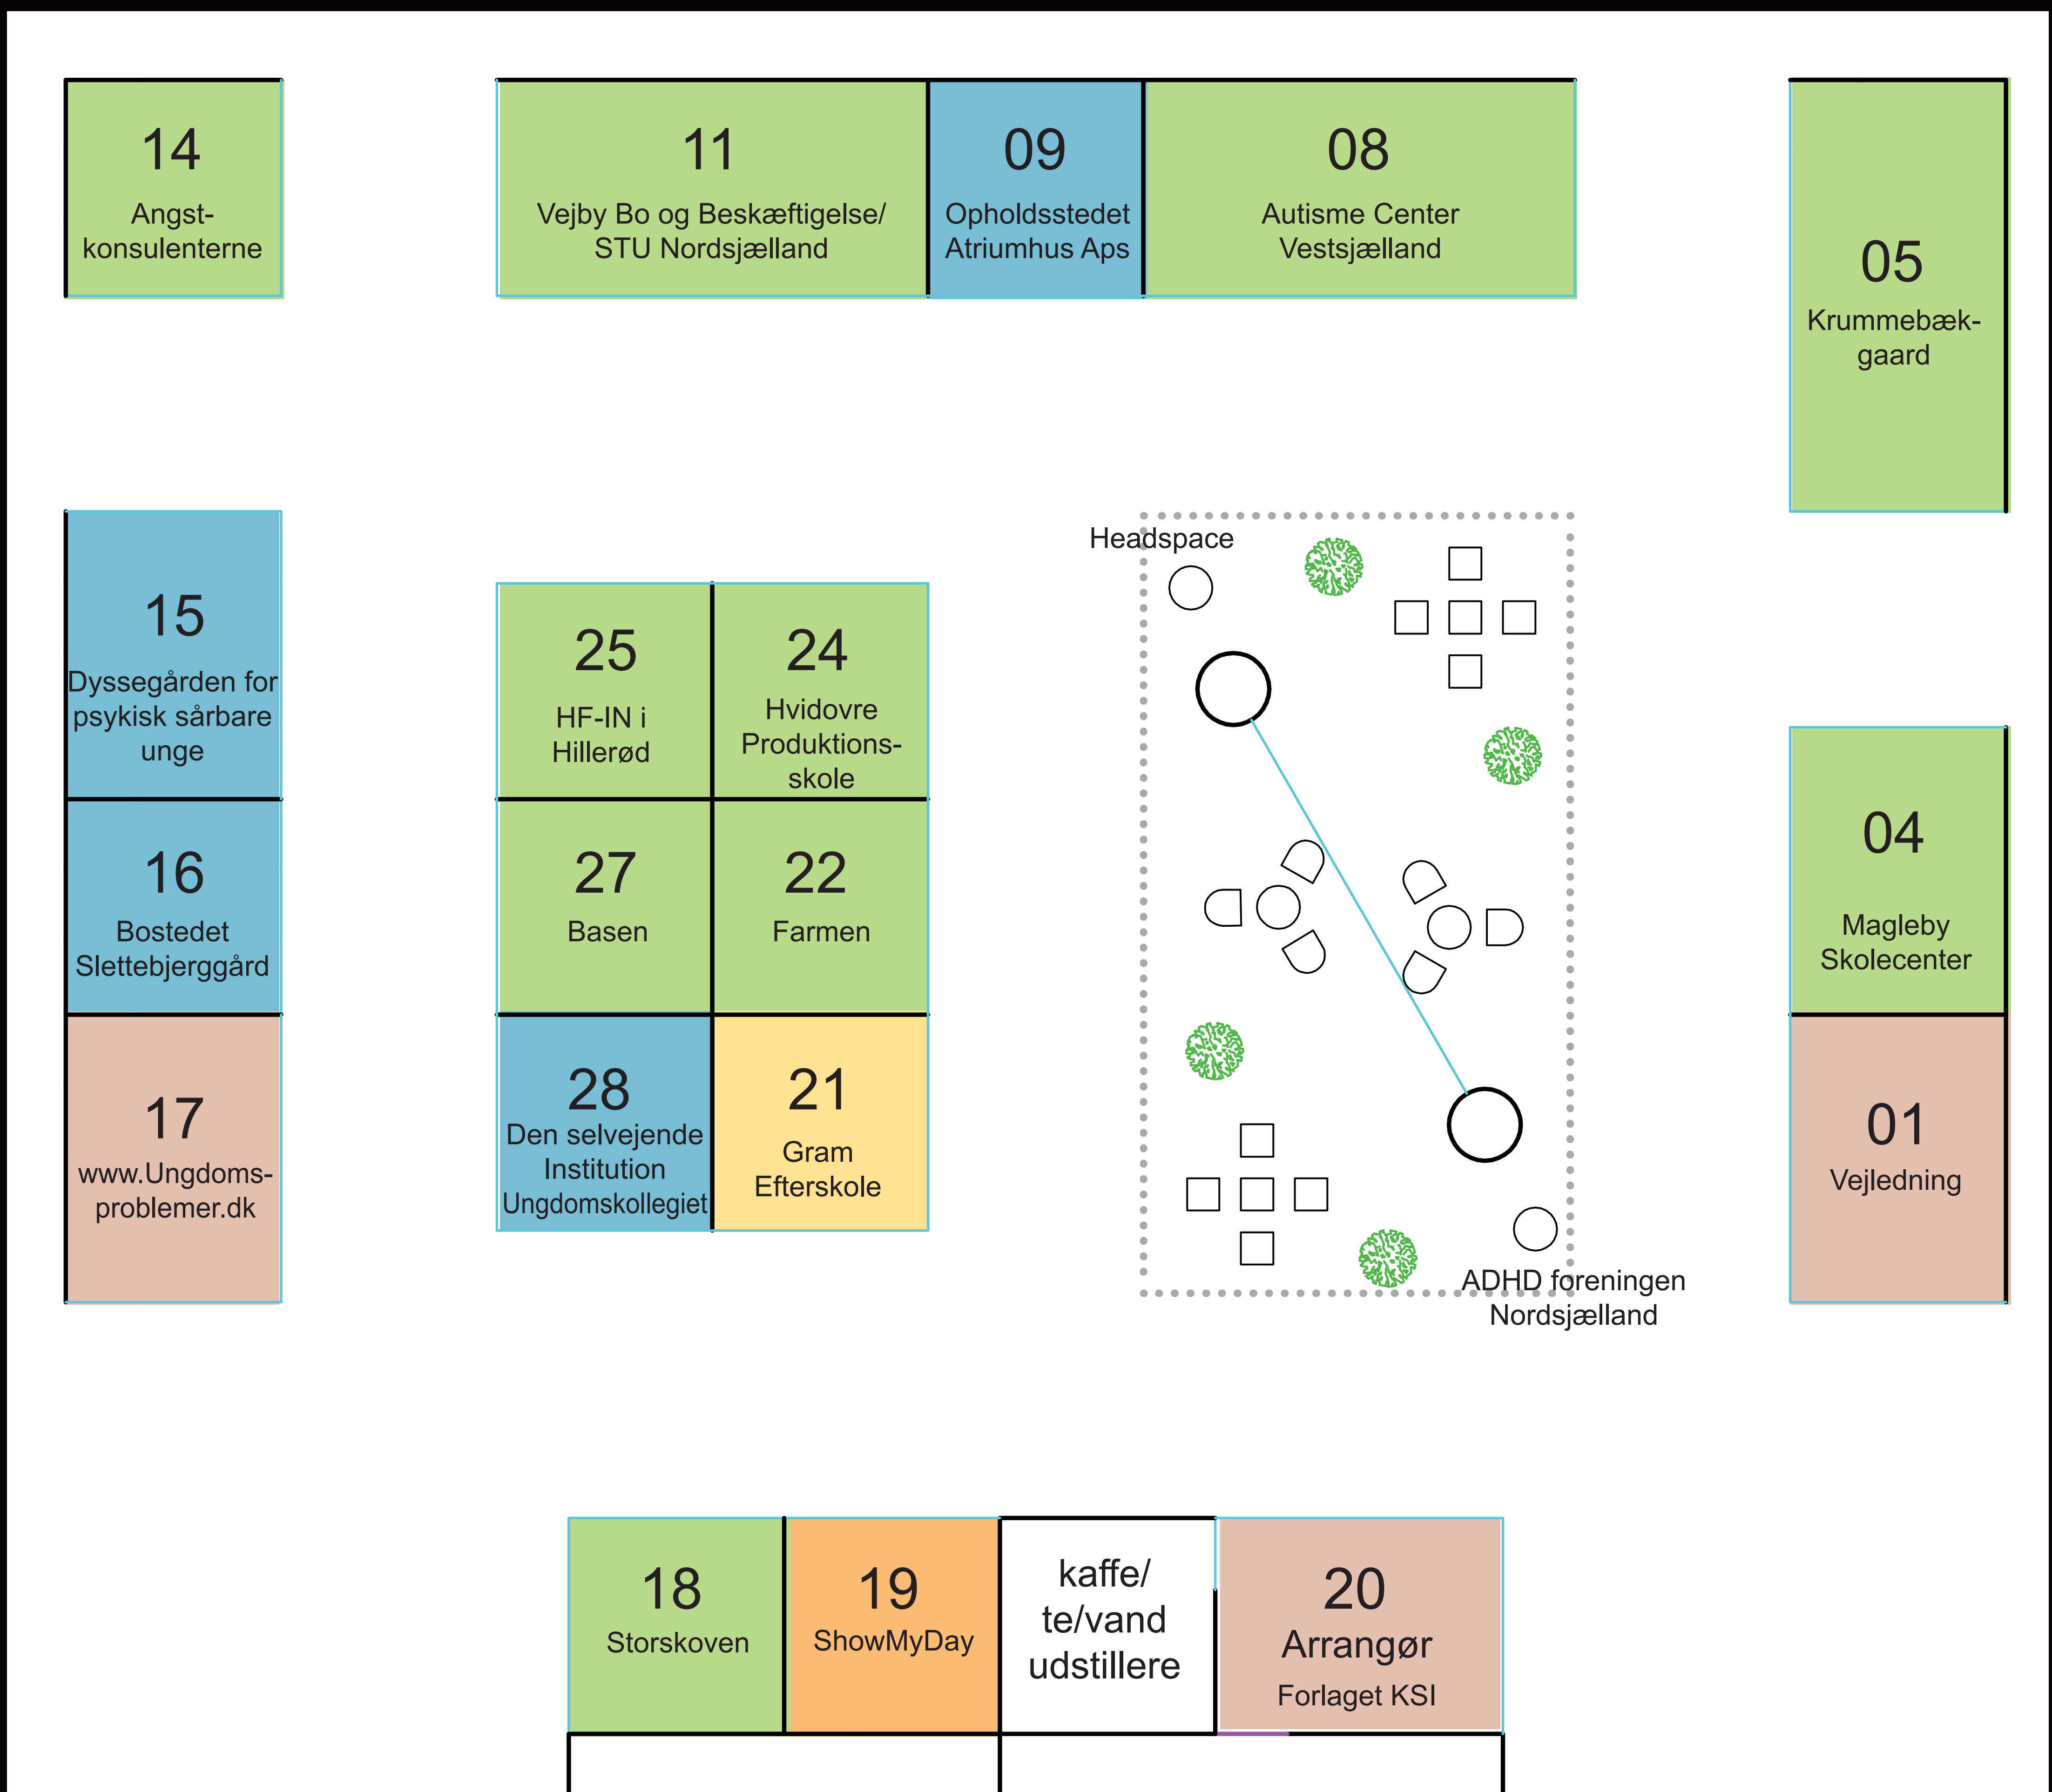 14
Angst-
konsulenterne
11
Vejby Bo og Beskæftigelse/
STU Nordsjælland
09
Opholdsstedet
Atriumhus Aps
08
Autisme Center
Vestsjælland
05
Krummebæk-
gaard
15
Dyssegården for
psykisk sårbare
unge
16
Bostedet
Slettebjerggård
17
www.Ungdoms-
problemer.dk
25
HF-IN i
Hillerød
24
Hvidovre
Produktions-
skole
27
Basen
22
Farmen
28
Den selvejende
Institution
Ungdomskollegiet
21
Gram
Efterskole
Headspace
ADHD foreningen
Nordsjælland
04
Magleby
Skolecenter
01
Vejledning
18
Storskoven
19
ShowMyDay
kaffe/
te/vand
udstillere
20
Arrangør
Forlaget KSI